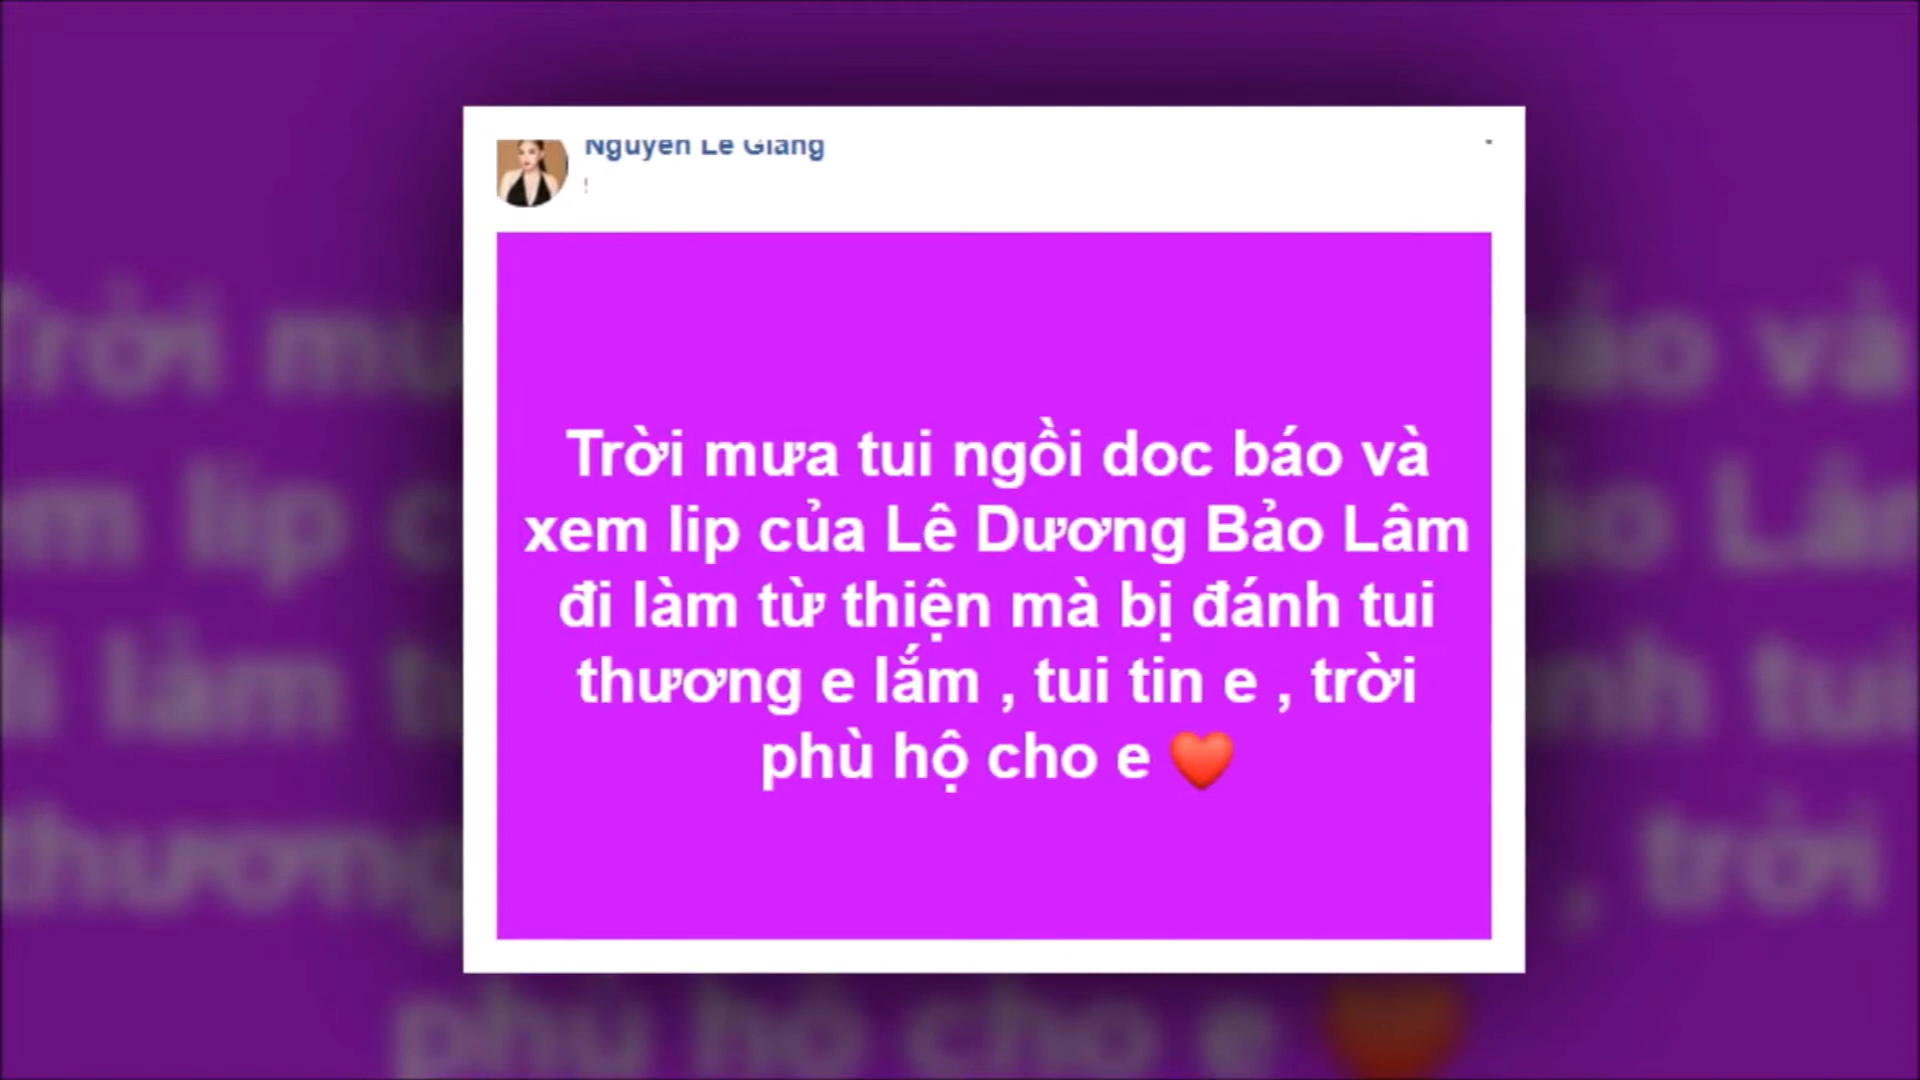 Nguyen Le Giang
Trời mưa tui ngồi doc báo và
xem lip của Lê Dương Bảo Lâm
đi làm từ thiện mà bị đánh tui
thương e lắm , tui tin e , trời
phù hộ cho e ❤️